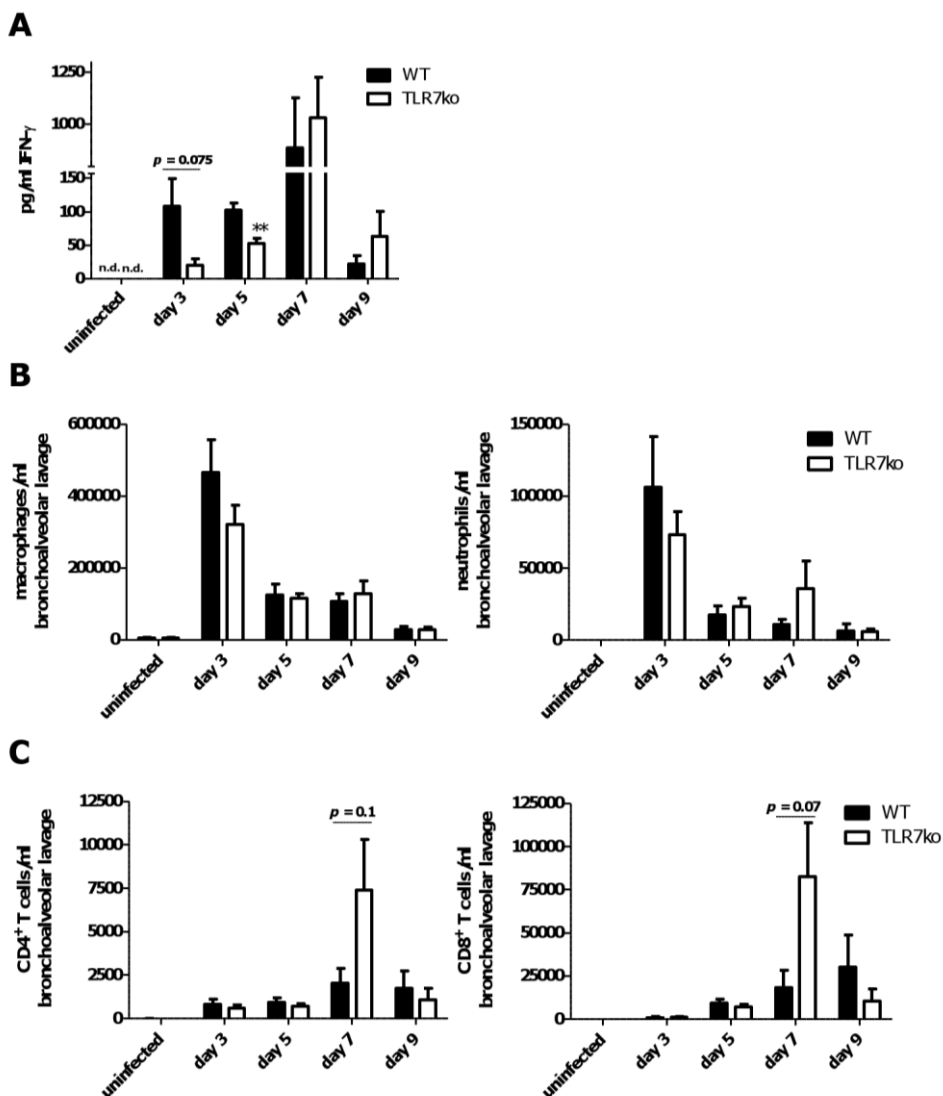 A
1250
1000
150
100
50
0
pg/ml IFN-γ
WT
TLR7ko
p = 0.075
**
n.d. n.d.
uninfected
day 3
day 5
day 7
day 9
B
600000
400000
200000
0
macrophages/ml
bronchoalveolar lavage
uninfected
day 3
day 5
day 7
day 9
150000
100000
50000
0
neutrophils/ml
bronchoalveolar lavage
WT
TLR7ko
uninfected
day 3
day 5
day 7
day 9
C
12500
10000
7500
5000
2500
0
CD4⁺ T cells/ml
bronchoalveolar lavage
p = 0.1
uninfected
day 3
day 5
day 7
day 9
125000
100000
75000
50000
25000
0
CD8⁺ T cells/ml
bronchoalveolar lavage
p = 0.07
WT
TLR7ko
uninfected
day 3
day 5
day 7
day 9